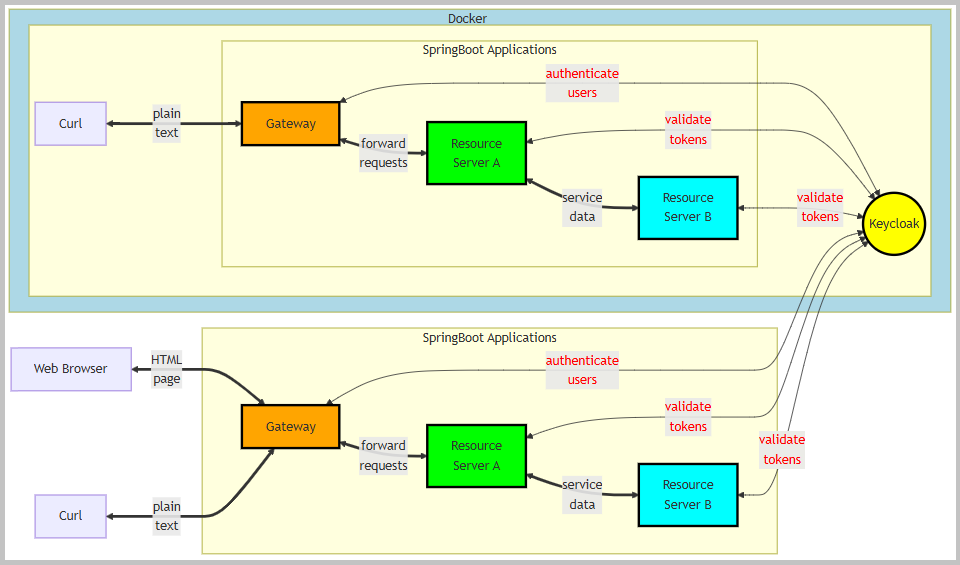 Docker
SpringBoot Applications
authenticate
users
Curl
plain
text
Gateway
forward
requests
Resource
Server A
validate
tokens
service
data
Resource
Server B
validate
tokens
Keycloak
SpringBoot Applications
Web Browser
HTML
page
authenticate
users
Gateway
forward
requests
Resource
Server A
validate
tokens
validate
tokens
service
data
Resource
Server B
Curl
plain
text